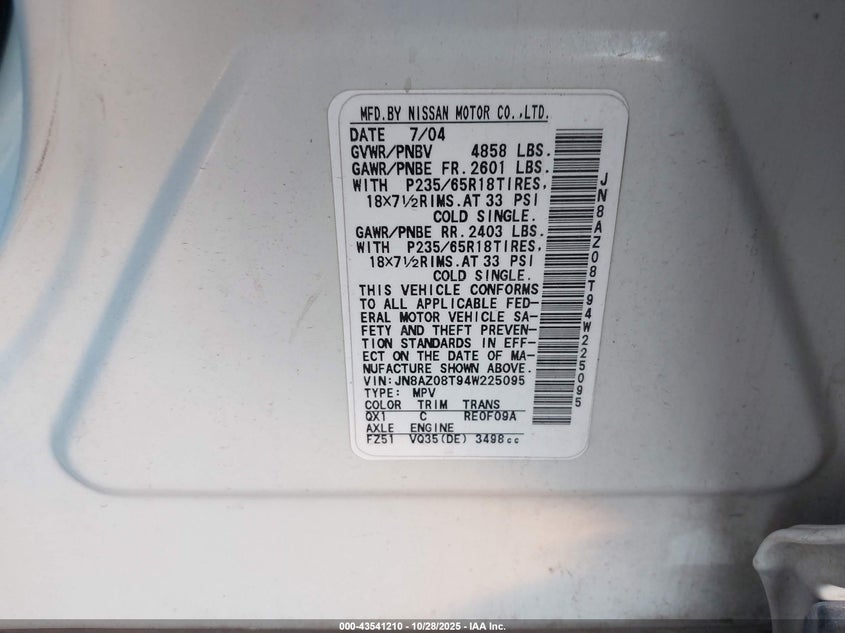 MFD.BY NISSAN MOTOR CO.,LTD.
DATE 7/04
GVWR/PNBV 4858 LBS.
GAWR/PNBE FR.2601 LBS.
WITH P235/65R18TIRES,
18×7½RIMS.AT 33 PSI
COLD SINGLE.
GAWR/PNBE RR.2403 LBS.
WITH P235/65R18TIRES,
18×7½RIMS.AT 33 PSI
COLD SINGLE.
THIS VEHICLE CONFORMS
TO ALL APPLICABLE FED-
ERAL MOTOR VEHICLE SA-
FETY AND THEFT PREVEN-
TION STANDARDS IN EFF-
ECT ON THE DATE OF MA-
NUFACTURE SHOWN ABOVE.
VIN:JN8AZ08T94W225095
TYPE: MPV
COLOR TRIM TRANS
QX1 C RE0F09A
AXLE ENGINE
FZ51 VQ35(DE) 3498cc
JN8AZ08T94W225095
000-43541210 - 10/28/2025 - IAA Inc.